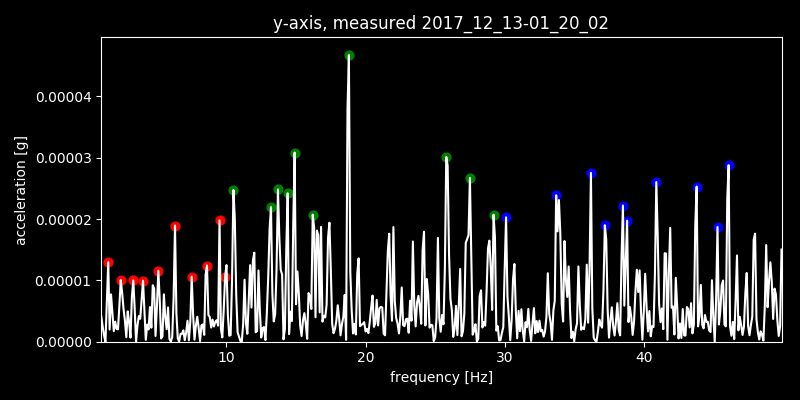 y-axis, measured 2017_12_13-01_20_02
acceleration [g]
0.00004
0.00003
0.00002
0.00001
0.00000
10 20 30 40
frequency [Hz]